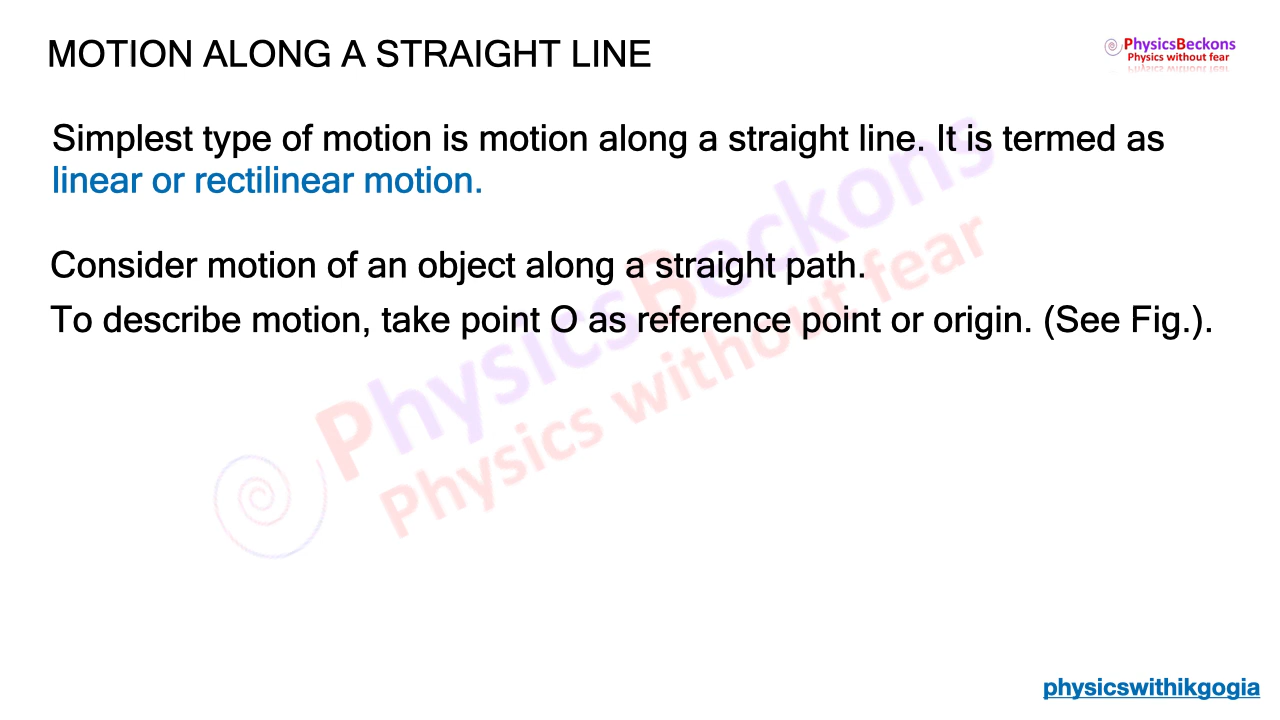 MOTION ALONG A STRAIGHT LINE
PhysicsBeckons
Physics without fear
Simplest type of motion is motion along a straight line. It is termed as
linear or rectilinear motion.
Consider motion of an object along a straight path.
To describe motion, take point O as reference point or origin. (See Fig.).
PhysicsBeckons
Physics without fear
physicswithikgogia